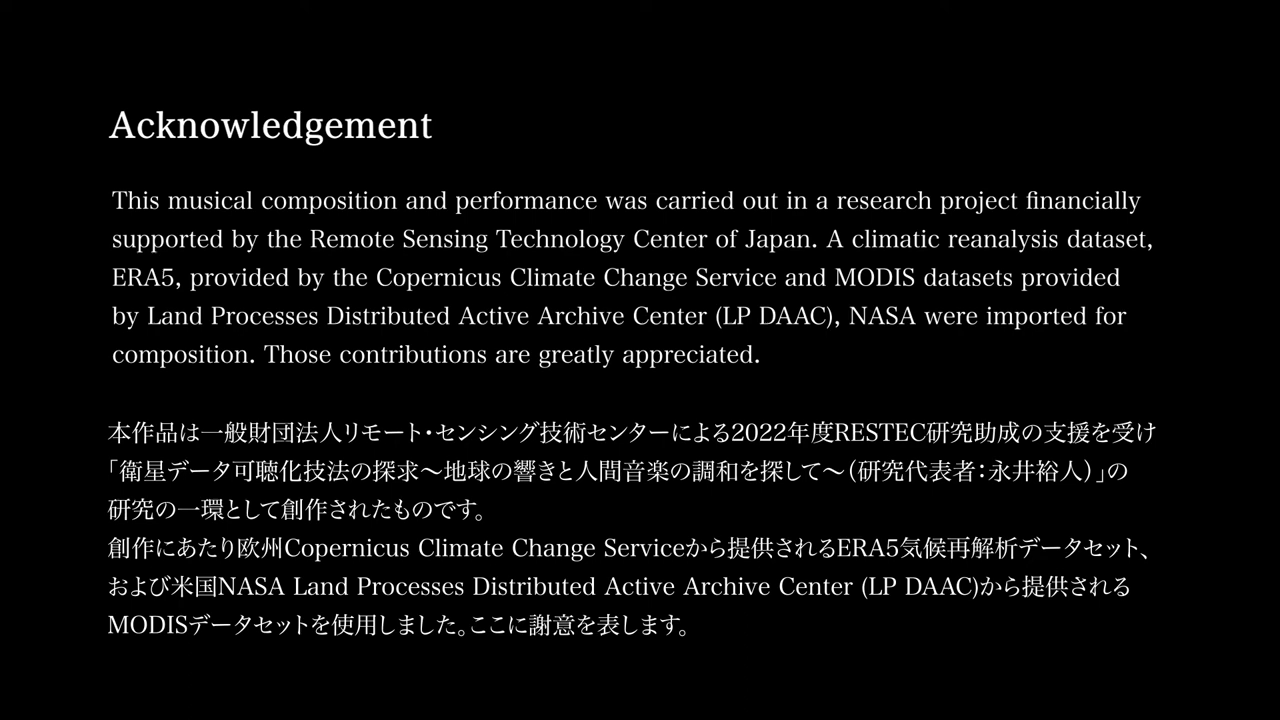 Acknowledgement
This musical composition and performance was carried out in a research project financially
supported by the Remote Sensing Technology Center of Japan. A climatic reanalysis dataset,
ERA5, provided by the Copernicus Climate Change Service and MODIS datasets provided
by Land Processes Distributed Active Archive Center (LP DAAC), NASA were imported for
composition. Those contributions are greatly appreciated.
本作品は一般財団法人リモート・センシング技術センターによる2022年度RESTEC研究助成の支援を受け
「衛星データ可聴化技法の探求〜地球の響きと人間音楽の調和を探して〜（研究代表者：永井裕人）」の
研究の一環として創作されたものです。
創作にあたり欧州Copernicus Climate Change Serviceから提供されるERA5気候再解析データセット、
および米国NASA Land Processes Distributed Active Archive Center (LP DAAC)から提供される
MODISデータセットを使用しました。ここに謝意を表します。